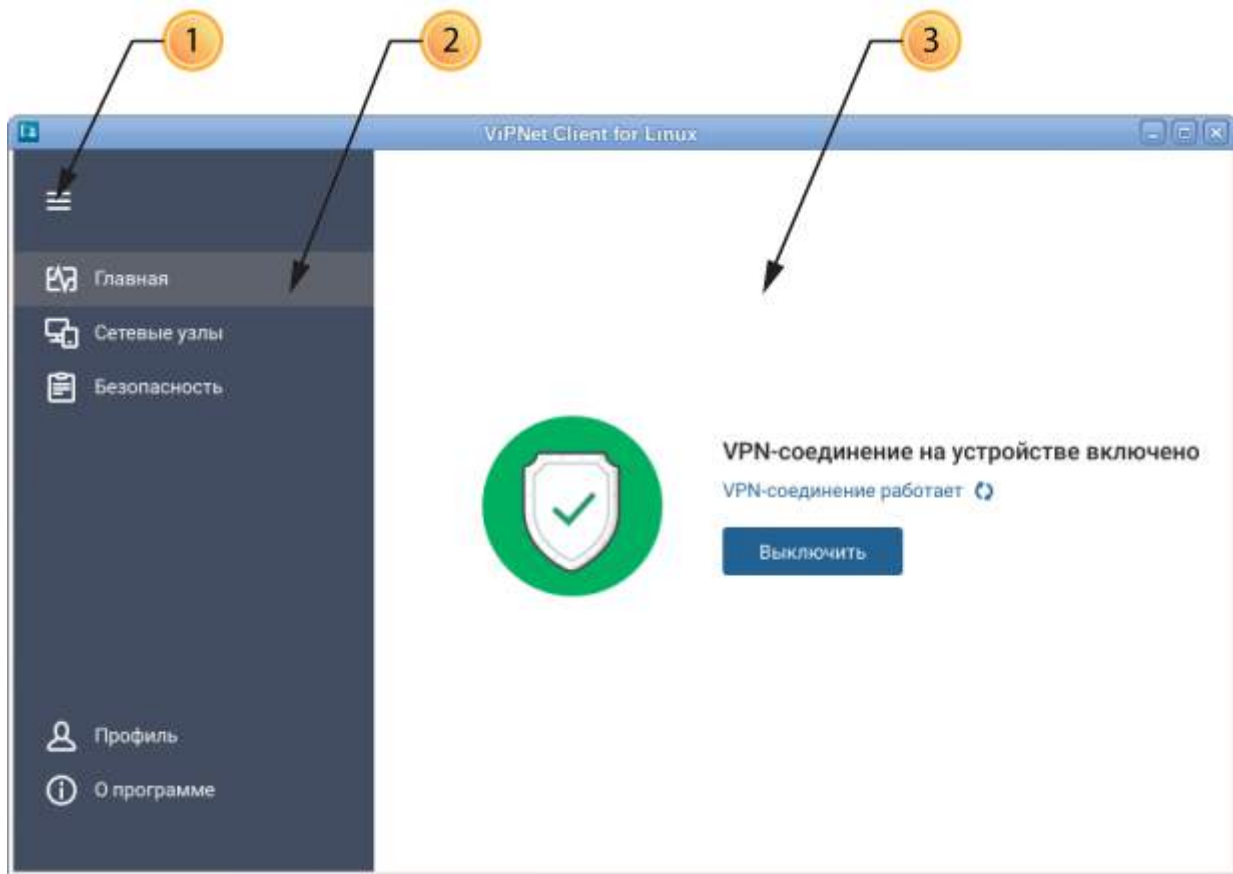 1
2
3
ViPNet Client for Linux
Главная
Сетевые узлы
Безопасность
VPN-соединение на устройстве включено
VPN-соединение работает
Выключить
Профиль
О программе